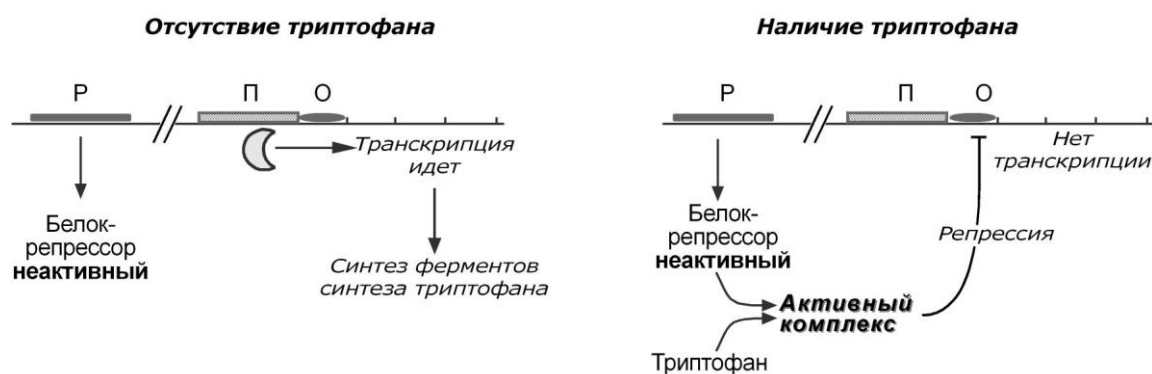 Отсутствие триптофана
Р
П
О
Транскрипция
идет
Белок-
репрессор
неактивный
Синтез ферментов
синтеза триптофана
Наличие триптофана
Р
П
О
Нет
транскрипции
Белок-
репрессор
неактивный
Репрессия
Активный
комплекс
Триптофан